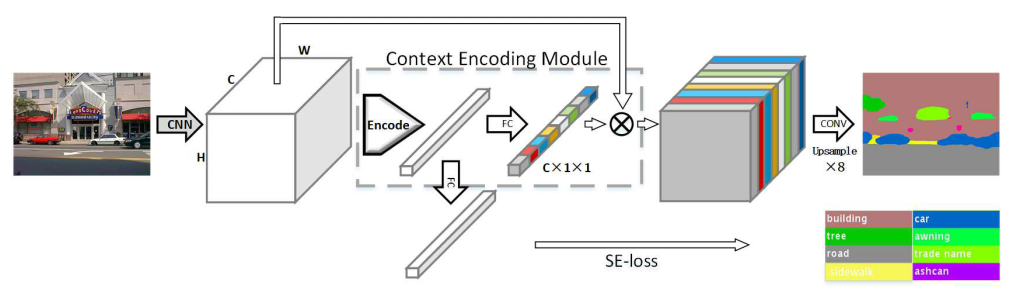 W
Context Encoding Module
C
CNN
Encode
FC
CONV
H
Upsample
×8
C×1×1
FC
SE-loss
building
car
tree
awning
road
trade name
sidewalk
ashcan